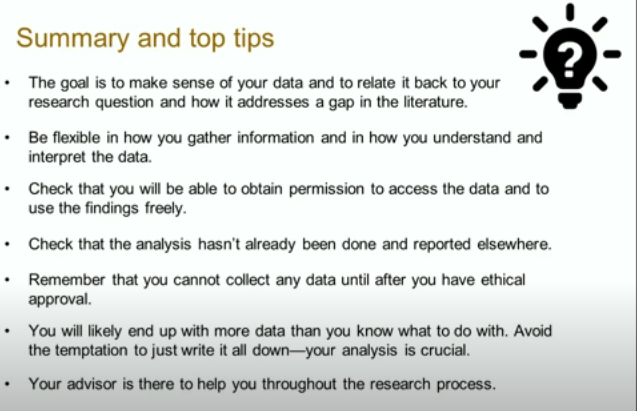 Summary and top tips
?
• The goal is to make sense of your data and to relate it back to your
research question and how it addresses a gap in the literature.
• Be flexible in how you gather information and in how you understand and
interpret the data.
• Check that you will be able to obtain permission to access the data and to
use the findings freely.
• Check that the analysis hasn't already been done and reported elsewhere.
• Remember that you cannot collect any data until after you have ethical
approval.
• You will likely end up with more data than you know what to do with. Avoid
the temptation to just write it all down—your analysis is crucial.
• Your advisor is there to help you throughout the research process.